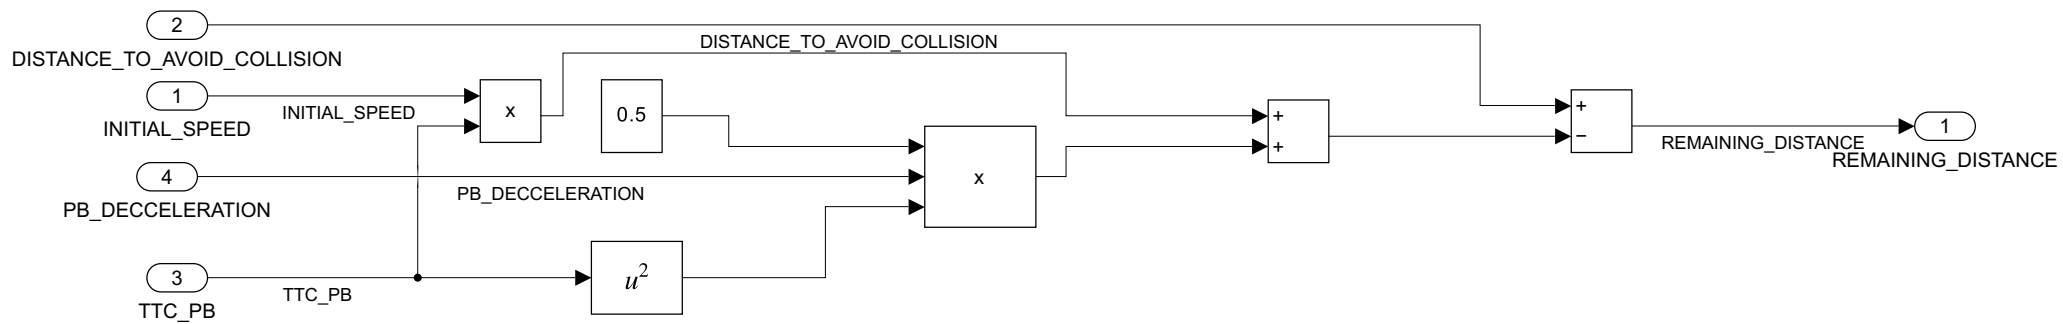 2
DISTANCE_TO_AVOID_COLLISION
DISTANCE_TO_AVOID_COLLISION
1
INITIAL_SPEED
INITIAL_SPEED
x
0.5
+
+
+
−
REMAINING_DISTANCE
1
REMAINING_DISTANCE
4
PB_DECCELERATION
PB_DECCELERATION
x
3
TTC_PB
TTC_PB
u²